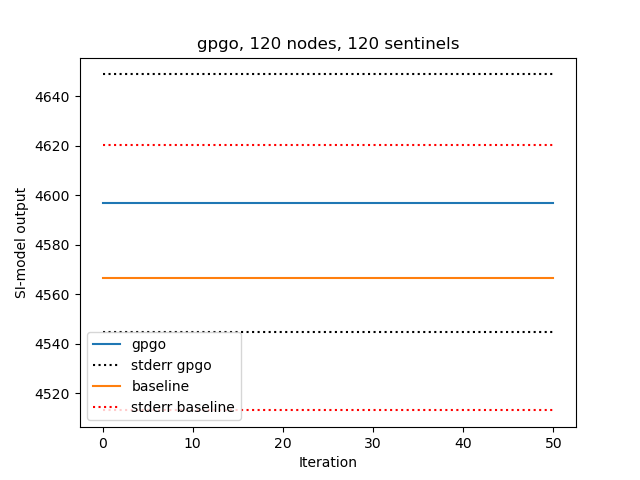 gpgo, 120 nodes, 120 sentinels
SI-model output
4640
4620
4600
4580
4560
4540
4520
gpgo
stderr gpgo
baseline
stderr baseline
0 10 20 30 40 50
Iteration